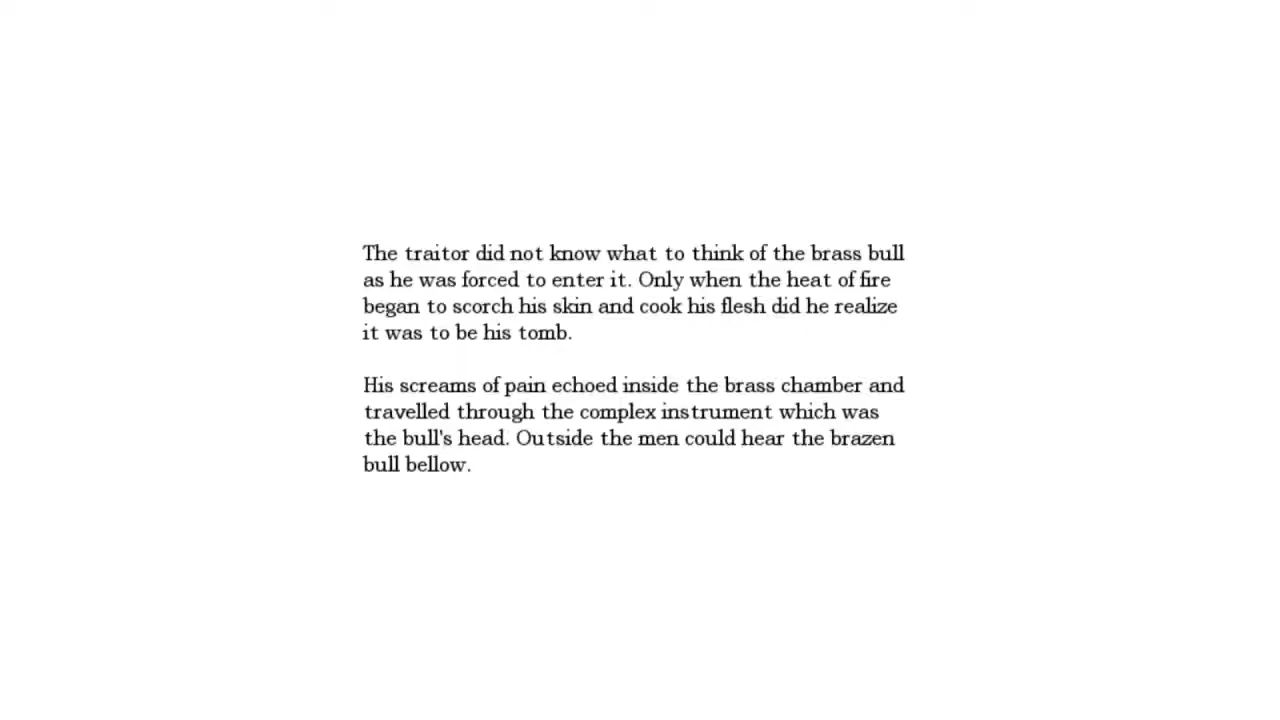 The traitor did not know what to think of the brass bull
as he was forced to enter it. Only when the heat of fire
began to scorch his skin and cook his flesh did he realize
it was to be his tomb.
His screams of pain echoed inside the brass chamber and
travelled through the complex instrument which was
the bull's head. Outside the men could hear the brazen
bull bellow.